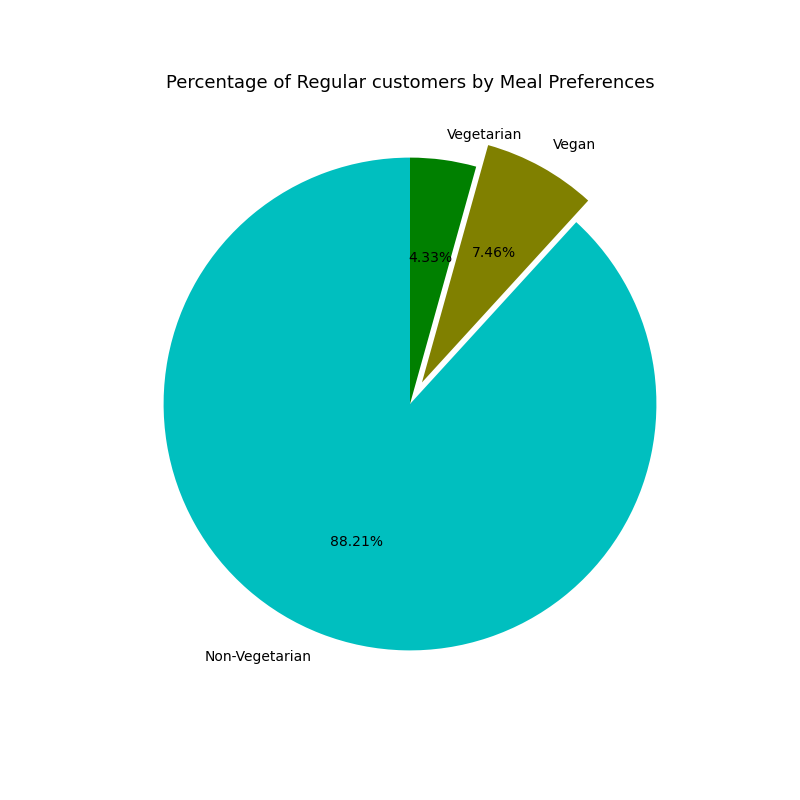 Percentage of Regular customers by Meal Preferences
Vegetarian
Vegan
4.33%
7.46%
88.21%
Non-Vegetarian